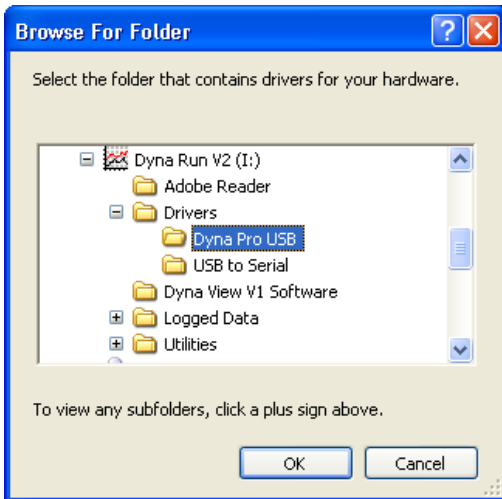 Browse For Folder
Select the folder that contains drivers for your hardware.
Dyna Run V2 (I:)
Adobe Reader
Drivers
Dyna Pro USB
USB to Serial
Dyna View V1 Software
Logged Data
Utilities
To view any subfolders, click a plus sign above.
OK Cancel